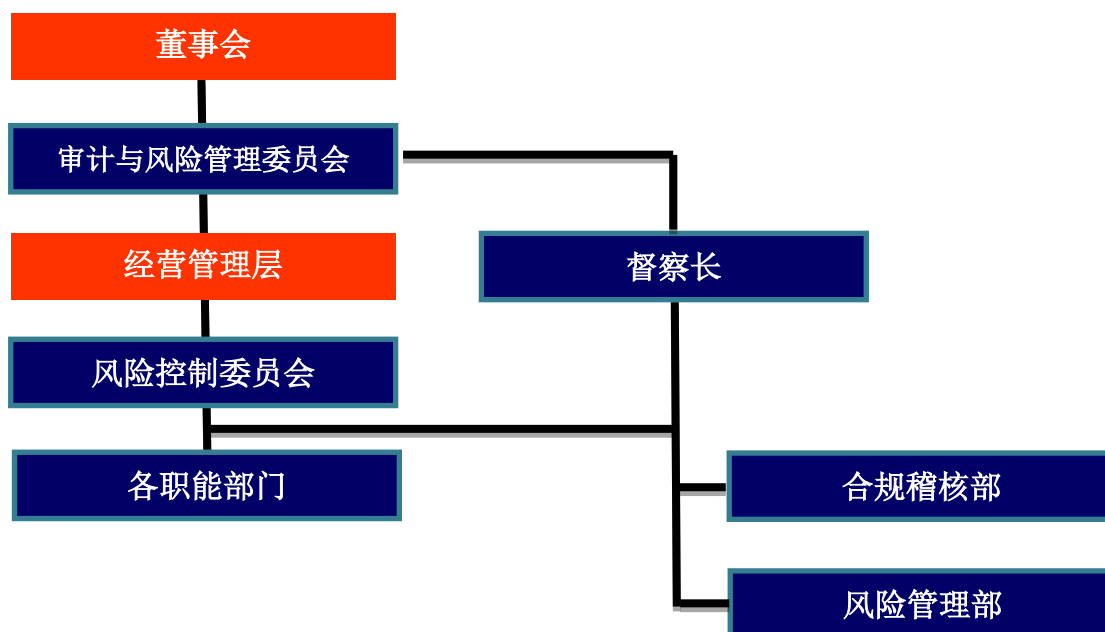 董事会
审计与风险管理委员会
经营管理层
督察长
风险控制委员会
各职能部门
合规稽核部
风险管理部